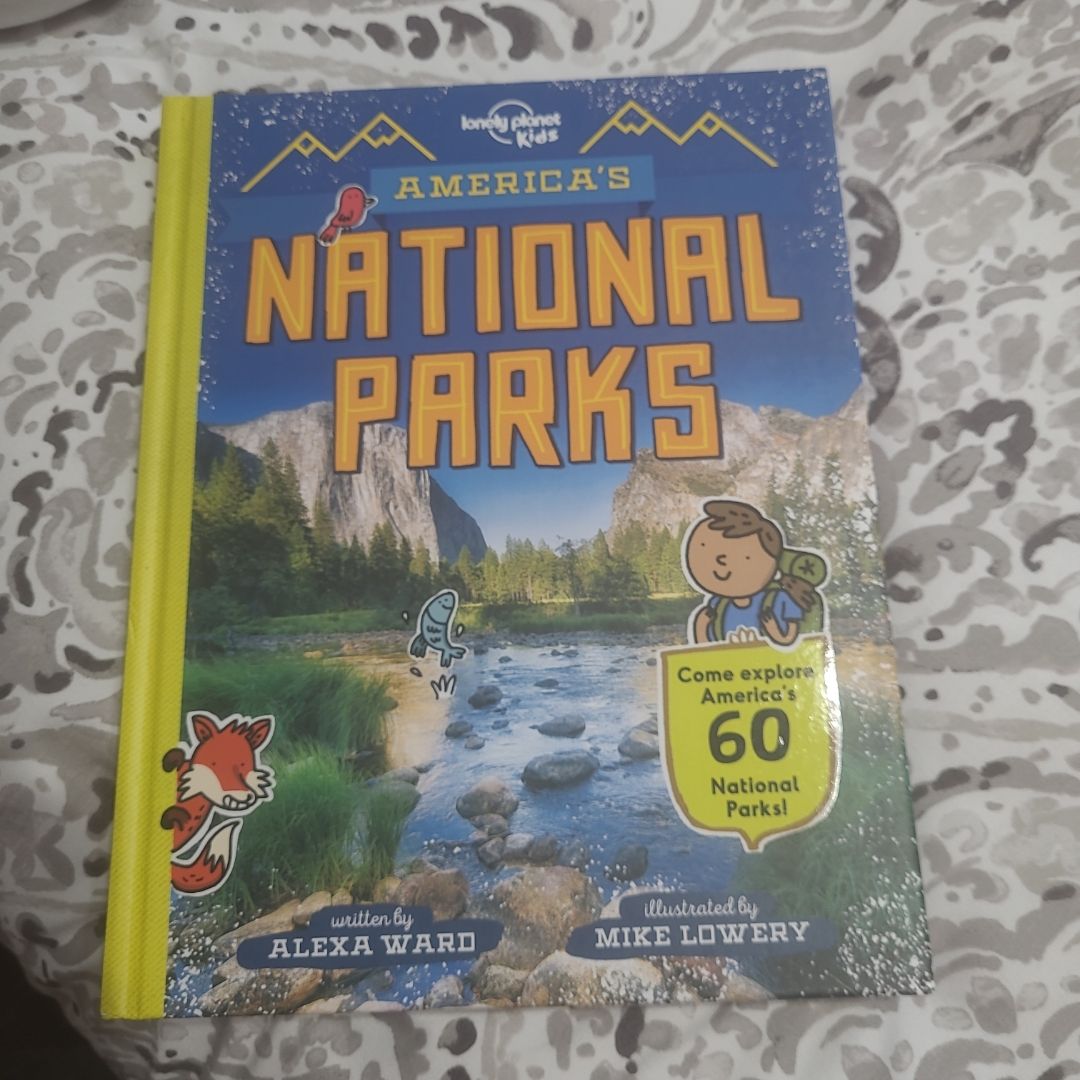 lonely planet
kids
AMERICA'S
NATIONAL
PARKS
Come explore
America's
60
National
Parks!
written by
ALEXA WARD
illustrated by
MIKE LOWERY